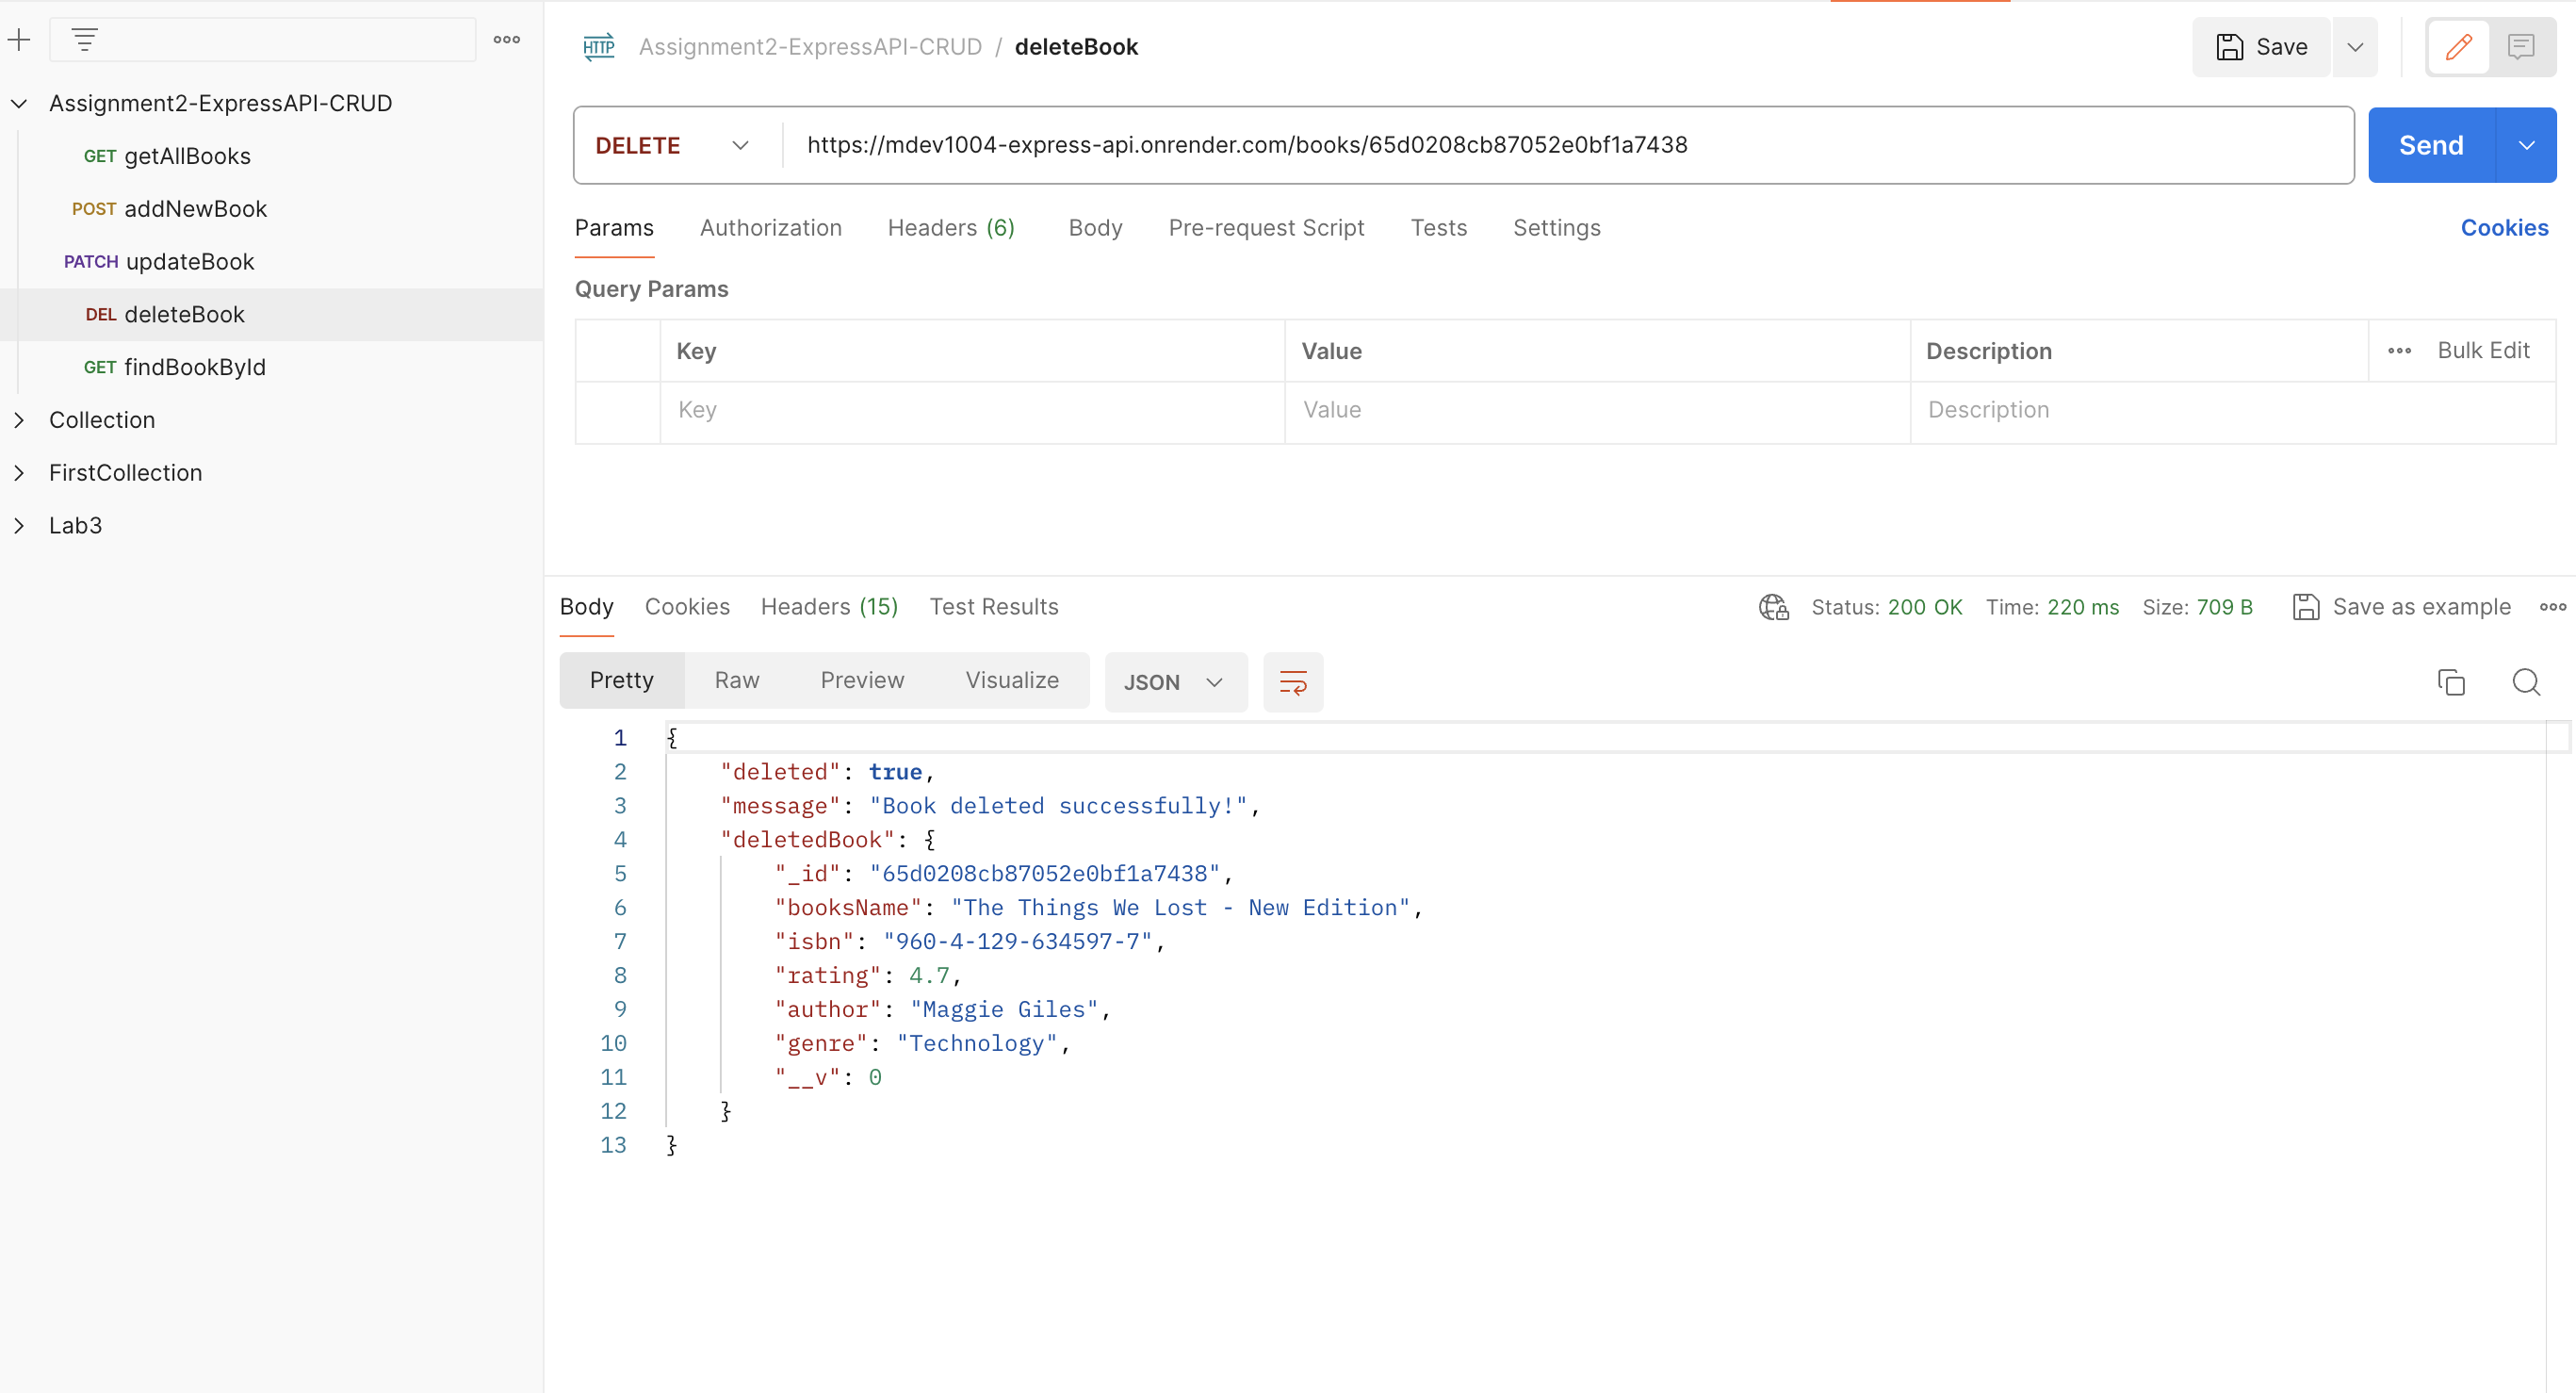 Assignment2-ExpressAPI-CRUD
GET getAllBooks
POST addNewBook
PATCH updateBook
DEL deleteBook
GET findBookById
Collection
FirstCollection
Lab3
HTTP Assignment2-ExpressAPI-CRUD / deleteBook
Save
DELETE https://mdev1004-express-api.onrender.com/books/65d0208cb87052e0bf1a7438
Send
Params Authorization Headers (6) Body Pre-request Script Tests Settings Cookies
Query Params
Key Value Description Bulk Edit
Key Value Description
Body Cookies Headers (15) Test Results Status: 200 OK Time: 220 ms Size: 709 B Save as example
Pretty Raw Preview Visualize JSON
1 {
2 "deleted": true,
3 "message": "Book deleted successfully!",
4 "deletedBook": {
5 "_id": "65d0208cb87052e0bf1a7438",
6 "booksName": "The Things We Lost - New Edition",
7 "isbn": "960-4-129-634597-7",
8 "rating": 4.7,
9 "author": "Maggie Giles",
10 "genre": "Technology",
11 "__v": 0
12 }
13 }